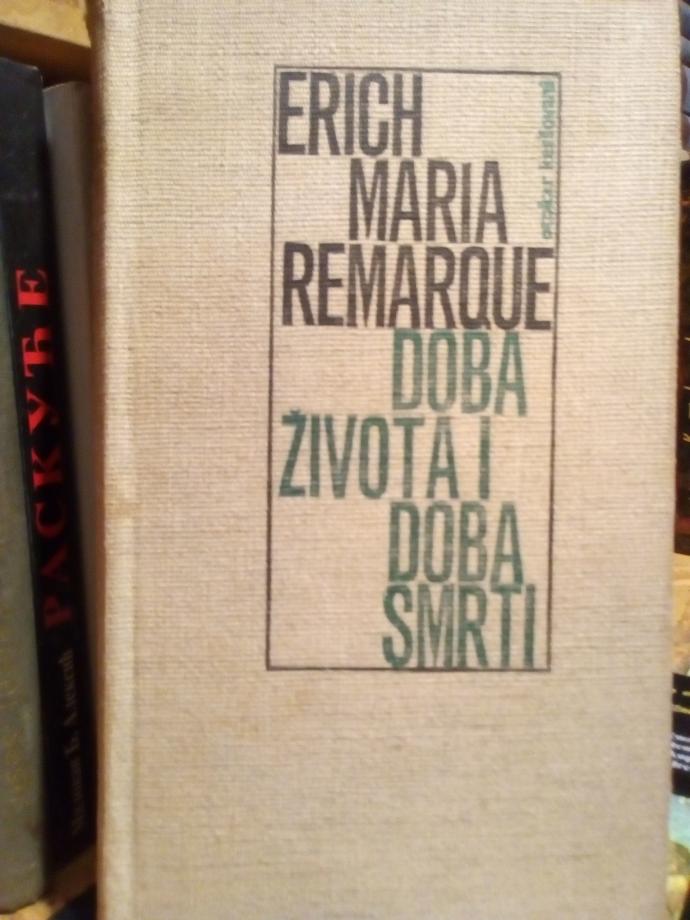 ERICH
MARIA
REMARQUE
DOBA
ŽIVOTA I
DOBA
SMRTI
РАСКУЋЕ